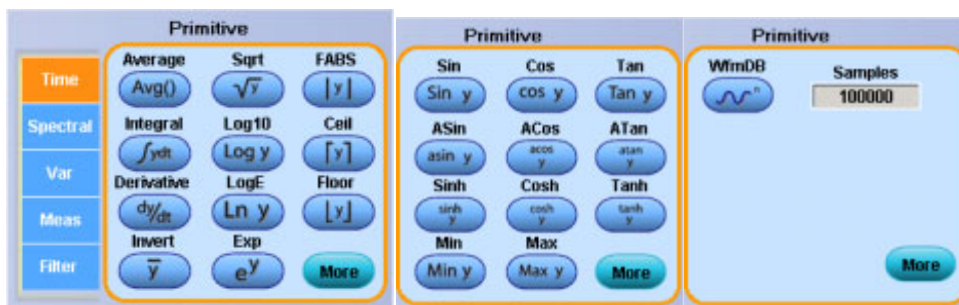 Primitive
Time
Spectral
Var
Meas
Filter
Average Sqrt FABS
Avg() √y |y|
Integral Log10 Ceil
∫ydt Log y ⌈y⌉
Derivative LogE Floor
dy/dt Ln y ⌊y⌋
Invert Exp
y̅ eʸ More
Primitive
Sin Cos Tan
Sin y cos y Tan y
ASin ACos ATan
asin y acos y atan y
Sinh Cosh Tanh
sinh y cosh y tanh y
Min Max
Min y Max y More
Primitive
WfmDB Samples
n 100000
More